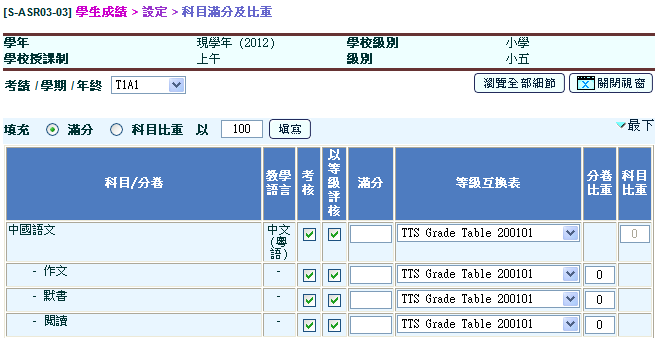 [S-ASR03-03] 學生成績 > 設定 > 科目滿分及比重
學年 現學年 (2012) 學校級別 小學
學校授課制 上午 級別 小五
考績 / 學期 / 年終 T1A1 瀏覽全部細節 關閉視窗
填充 滿分 科目比重 以 100 填寫 最下
科目/分卷 教學語言 考核 以等級評核 滿分 等級互換表 分卷比重 科目比重
中國語文 中文(粵語) TTS Grade Table 200101 0
- 作文 - TTS Grade Table 200101 0
- 默書 - TTS Grade Table 200101 0
- 閱讀 - TTS Grade Table 200101 0